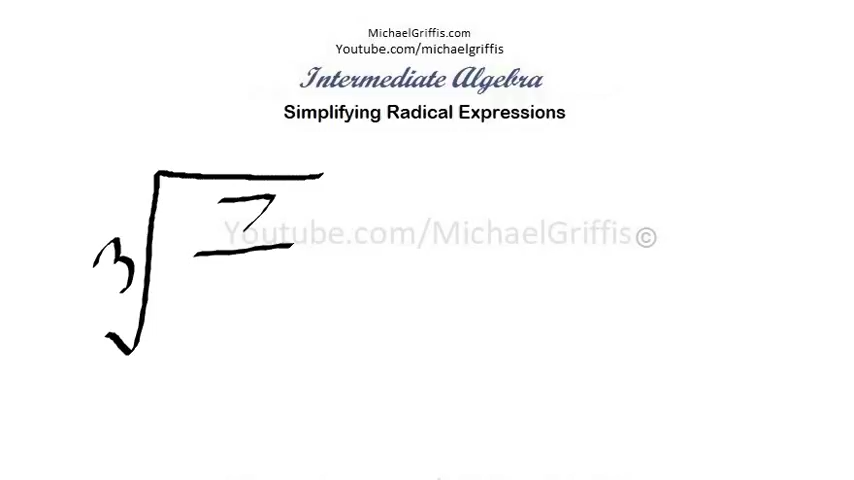 MichaelGriffis.com
Youtube.com/michaelgriffis
Intermediate Algebra
Simplifying Radical Expressions
3√ 7
Youtube.com/MichaelGriffis©